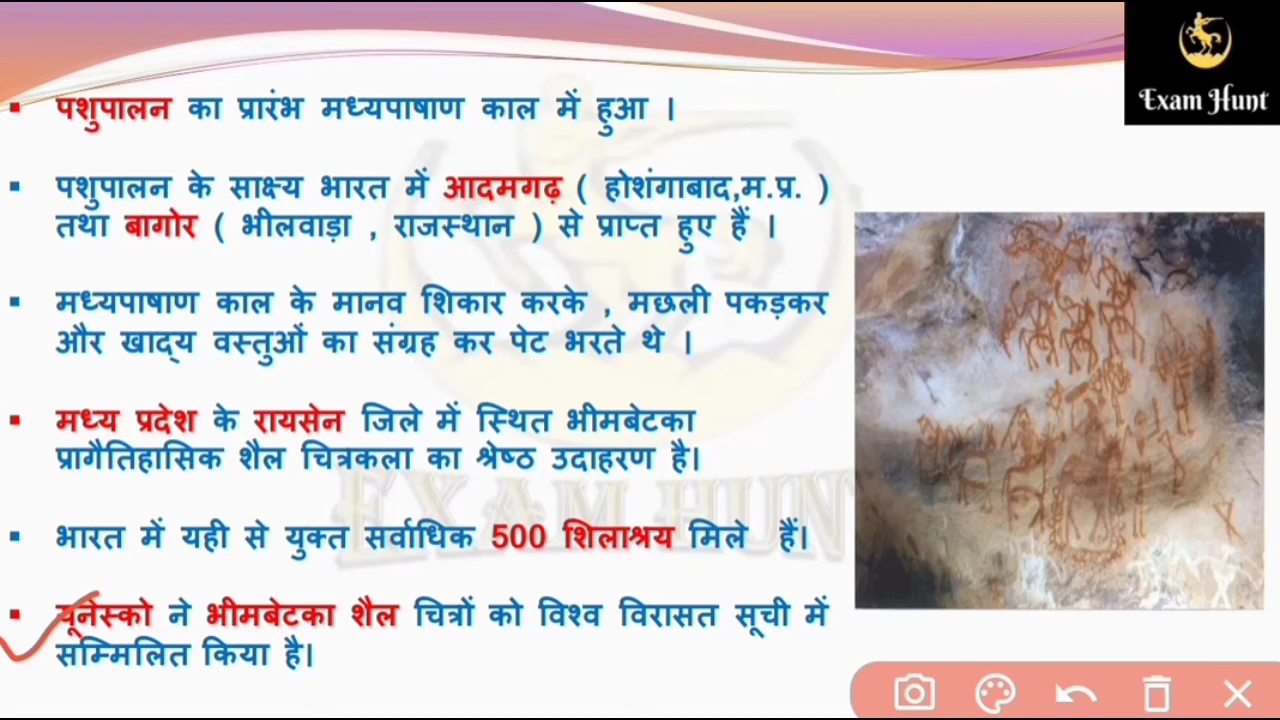 Exam Hunt
पशुपालन का प्रारंभ मध्यपाषाण काल में हुआ ।
पशुपालन के साक्ष्य भारत में आदमगढ़ ( होशंगाबाद,म.प्र. )
तथा बागोर ( भीलवाड़ा , राजस्थान ) से प्राप्त हुए हैं ।
मध्यपाषाण काल के मानव शिकार करके , मछली पकड़कर
और खाद्य वस्तुओं का संग्रह कर पेट भरते थे ।
मध्य प्रदेश के रायसेन जिले में स्थित भीमबेटका
प्रागैतिहासिक शैल चित्रकला का श्रेष्ठ उदाहरण है।
भारत में यही से युक्त सर्वाधिक 500 शिलाश्रय मिले हैं।
यूनेस्को ने भीमबेटका शैल चित्रों को विश्व विरासत सूची में
सम्मिलित किया है।
EXAM HUNT